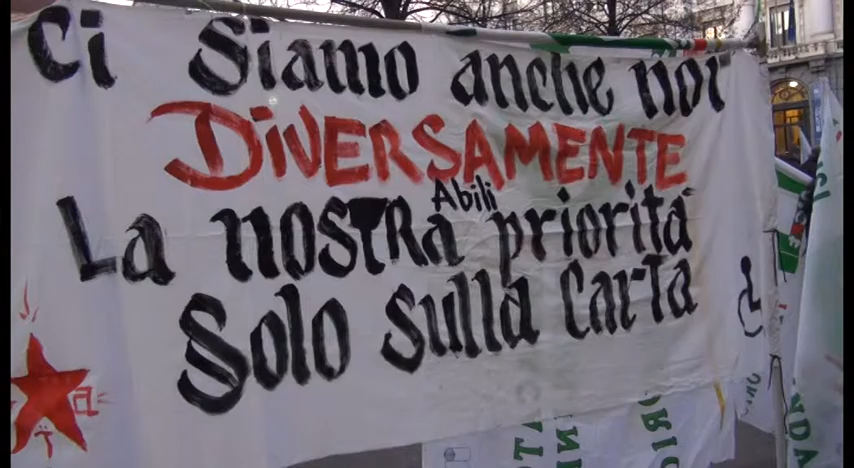 Ci Siamo anche noi
DiVERSAMENTE
Abili
La nostra priorità
Solo sulla Carta